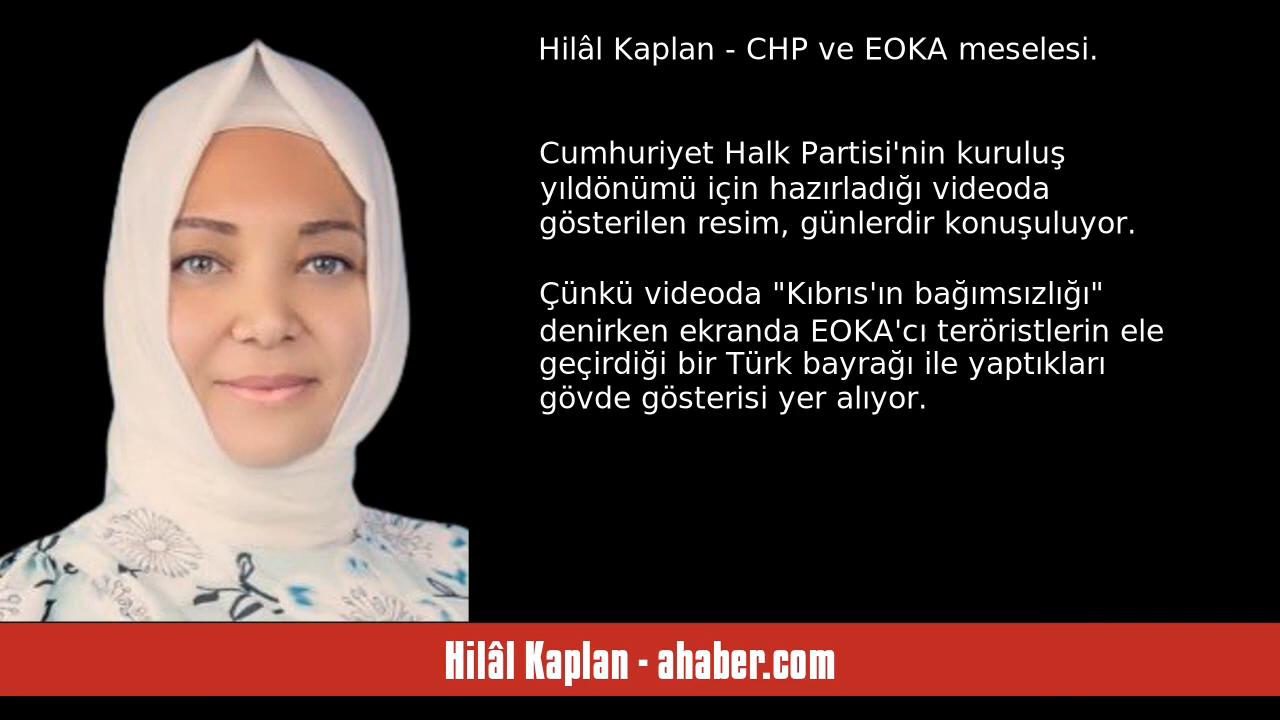 Hilâl Kaplan - CHP ve EOKA meselesi.
Cumhuriyet Halk Partisi'nin kuruluş
yıldönümü için hazırladığı videoda
gösterilen resim, günlerdir konuşuluyor.
Çünkü videoda "Kıbrıs'ın bağımsızlığı"
denirken ekranda EOKA'cı teröristlerin ele
geçirdiği bir Türk bayrağı ile yaptıkları
gövde gösterisi yer alıyor.
Hilâl Kaplan - ahaber.com